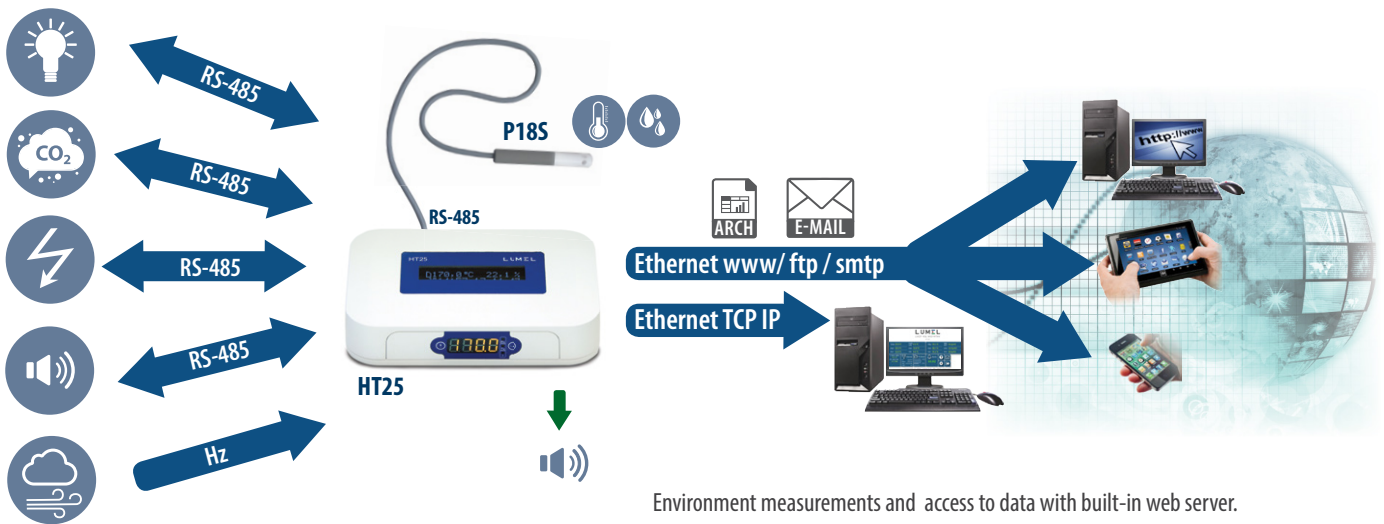 RS-485
CO2
RS-485
RS-485
RS-485
Hz
P18S
RS-485
HT25
LUMEL
HT25
ARCH
E-MAIL
Ethernet www/ ftp / smtp
Ethernet TCP IP
http://www
LUMEL
Environment measurements and access to data with built-in web server.